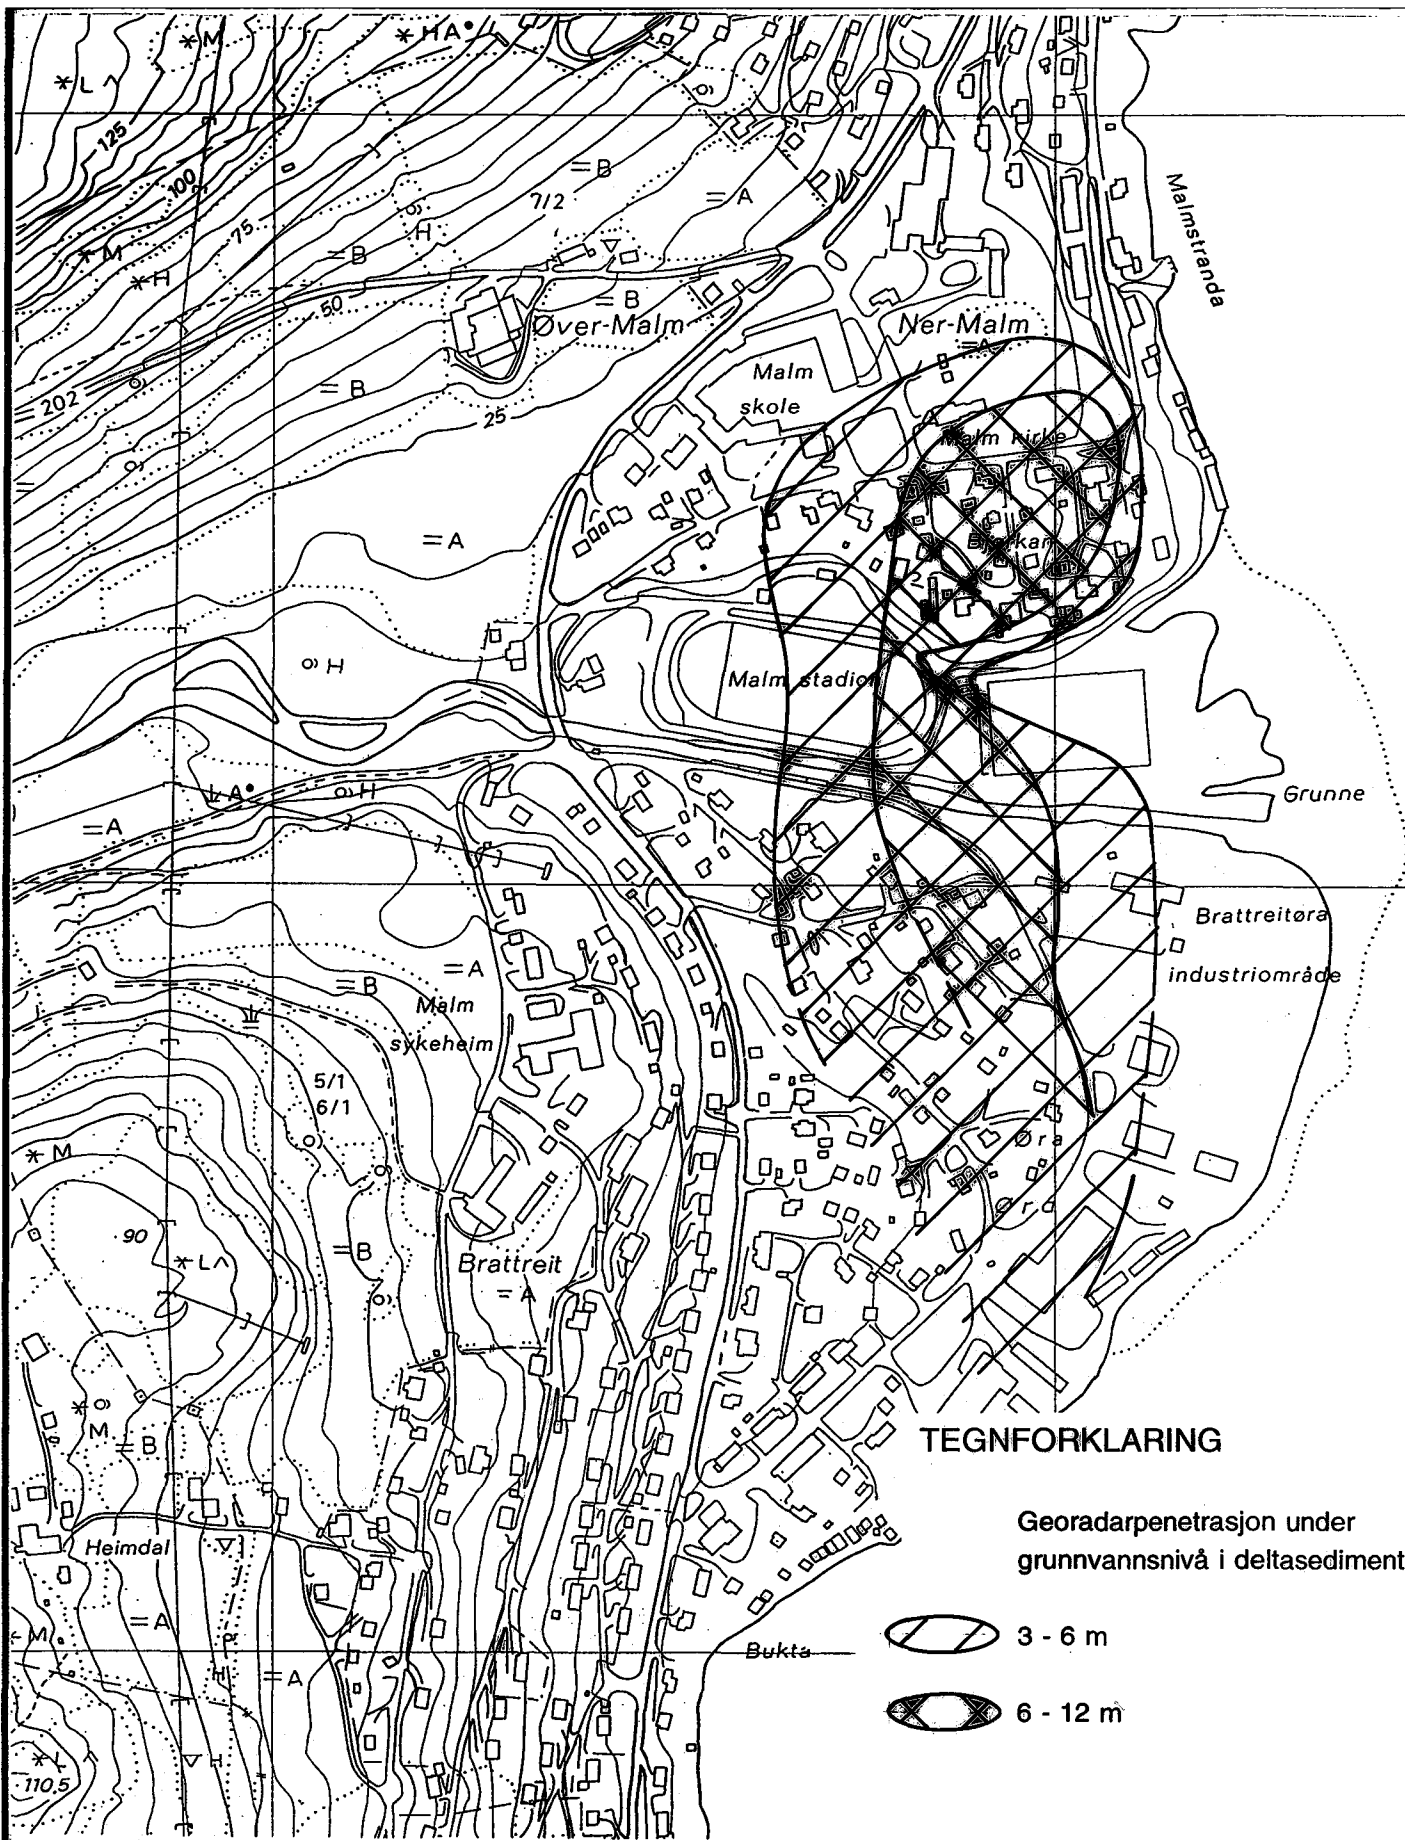 M
HA
L
125
100
B
7/2
A
Malmstranda
H
75
M
B
H
50
B
Øver-Malm
Ner-Malm
A
B
Malm
skole
202
25
Malm kirke
A
H
Malm stadion
A
H
Grunne
A
Brattreitøra
industriområde
A
B
Malm
sykeheim
5/1
6/1
M
Øra
Øra
90
B
L
Brattreit
A
M
B
TEGNFORKLARING
Georadarpenetrasjon under
grunnvannsnivå i deltasediment
Heimdal
A
M
3 - 6 m
Bukta
H
A
6 - 12 m
H
110,5